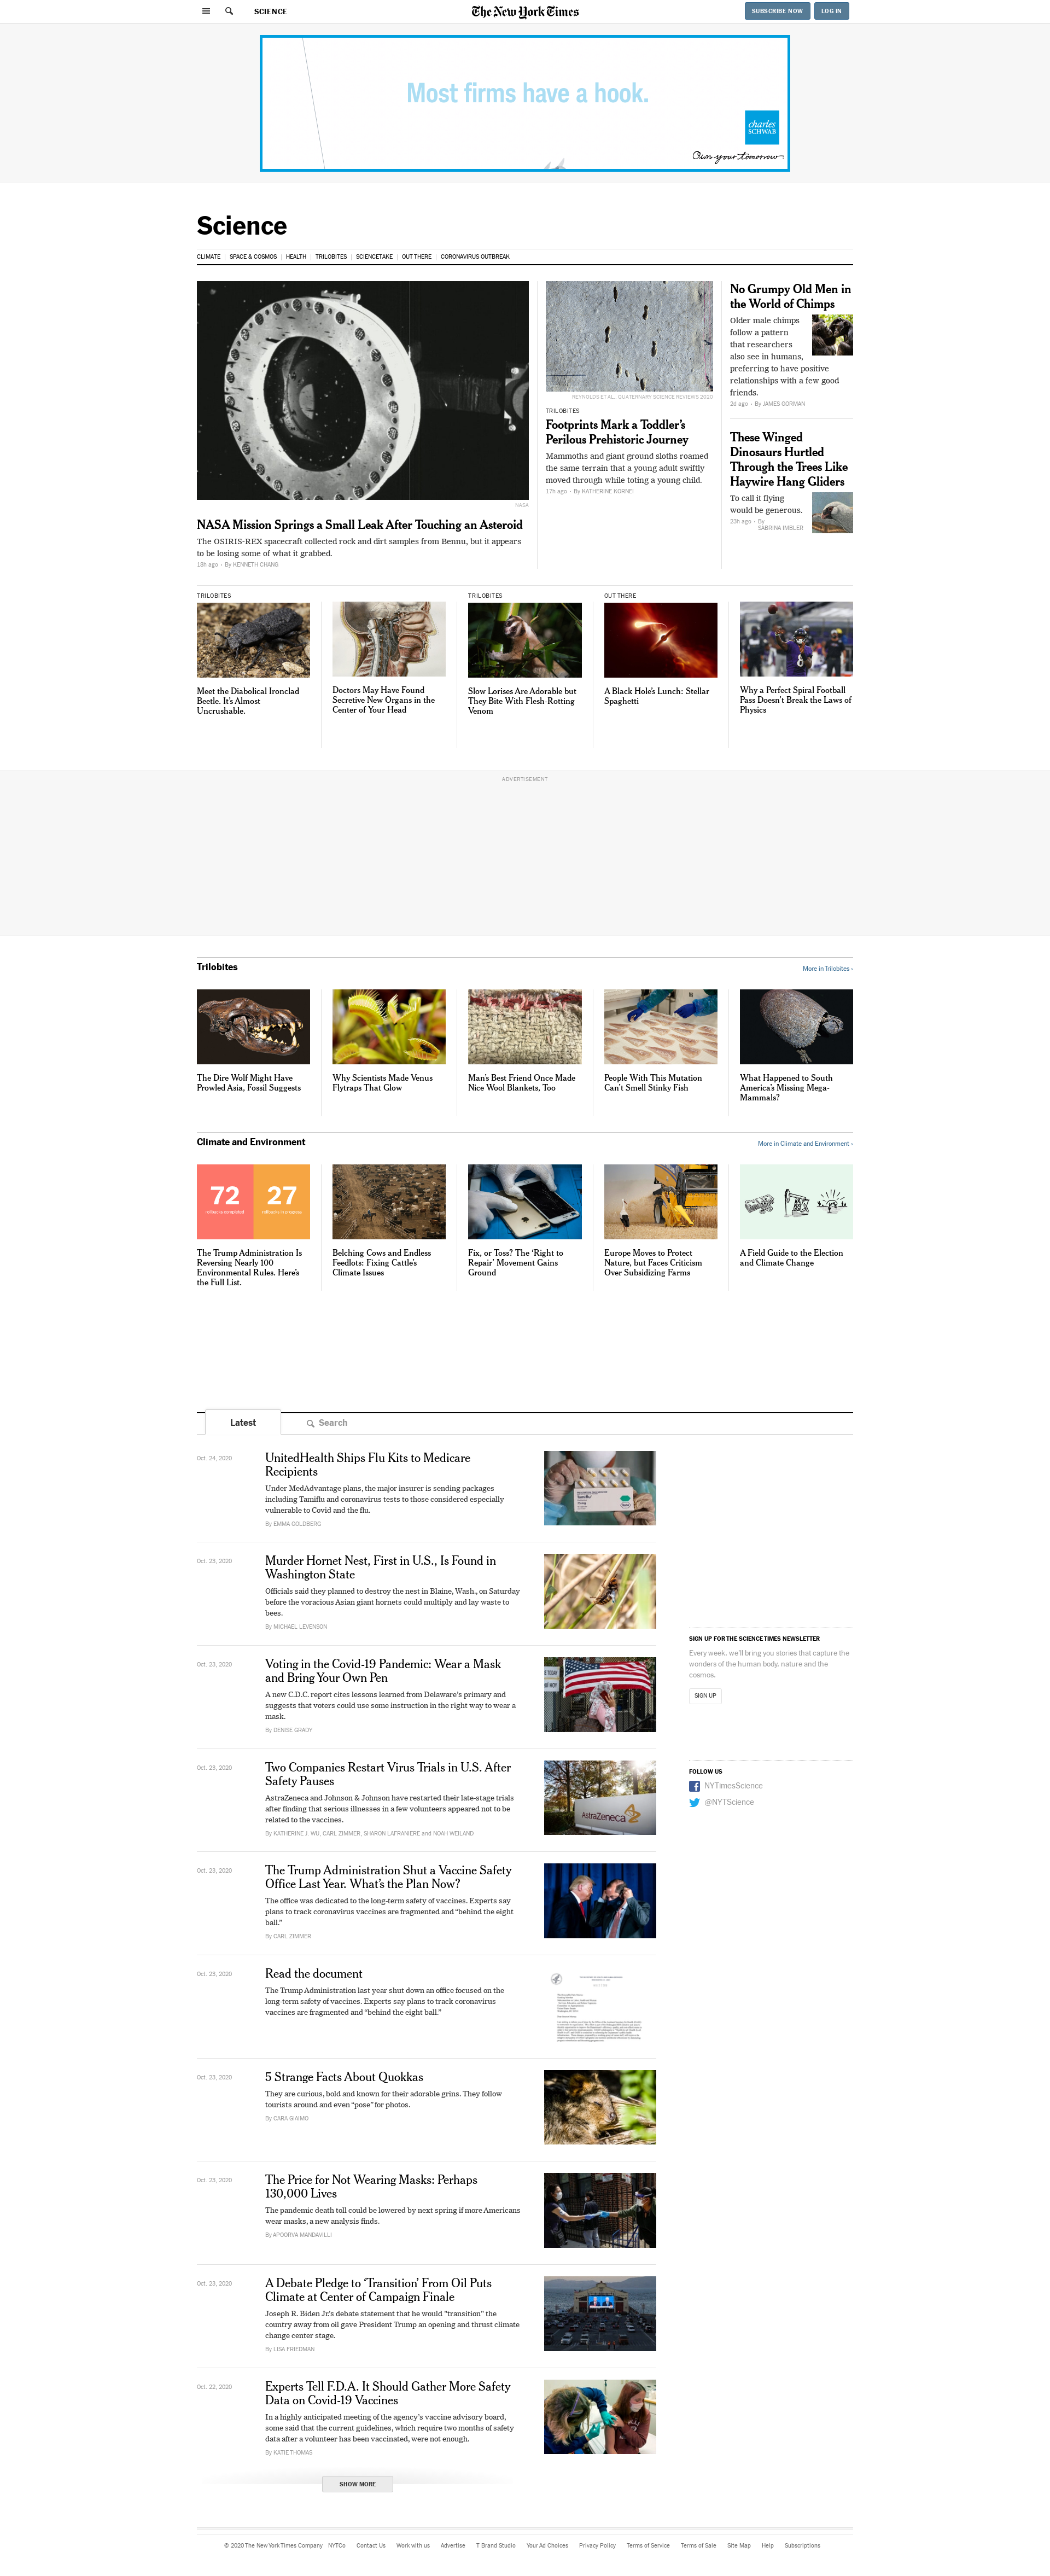 SCIENCE
The New York Times
SUBSCRIBE NOW
LOG IN
Most firms have a hook.
charles
SCHWAB
Own your tomorrow
Science
CLIMATE
SPACE & COSMOS
HEALTH
TRILOBITES
SCIENCETAKE
OUT THERE
CORONAVIRUS OUTBREAK
NASA
NASA Mission Springs a Small Leak After Touching an Asteroid
The OSIRIS-REX spacecraft collected rock and dirt samples from Bennu, but it appears
to be losing some of what it grabbed.
16h ago • By KENNETH CHANG
REYNOLDS ET AL., QUATERNARY SCIENCE REVIEWS 2020
TRILOBITES
Footprints Mark a Toddler's
Perilous Prehistoric Journey
Mammoths and giant ground sloths roamed
the same terrain that a young adult swiftly
moved through while toting a young child.
17h ago • By KATHERINE KORNEI
No Grumpy Old Men in
the World of Chimps
Older male chimps
follow a pattern
that researchers
also see in humans,
preferring to have positive
relationships with a few good
friends.
2d ago • By JAMES GORMAN
These Winged
Dinosaurs Hurtled
Through the Trees Like
Haywire Hang Gliders
To call it flying
would be generous.
23h ago • By
SABRINA IMBLER
TRILOBITES
Meet the Diabolical Ironclad
Beetle. It's Almost
Uncrushable.
Doctors May Have Found
Secretive New Organs in the
Center of Your Head
TRILOBITES
Slow Lorises Are Adorable but
They Bite With Flesh-Rotting
Venom
OUT THERE
A Black Hole's Lunch: Stellar
Spaghetti
Why a Perfect Spiral Football
Pass Doesn't Break the Laws of
Physics
ADVERTISEMENT
Trilobites
More in Trilobites ›
The Dire Wolf Might Have
Prowled Asia, Fossil Suggests
Why Scientists Made Venus
Flytraps That Glow
Man's Best Friend Once Made
Nice Wool Blankets, Too
People With This Mutation
Can't Smell Stinky Fish
What Happened to South
America's Missing Mega-
Mammals?
Climate and Environment
More in Climate and Environment ›
72
rollbacks completed
27
rollbacks in progress
The Trump Administration Is
Reversing Nearly 100
Environmental Rules. Here's
the Full List.
Belching Cows and Endless
Feedlots: Fixing Cattle's
Climate Issues
Fix, or Toss? The 'Right to
Repair' Movement Gains
Ground
Europe Moves to Protect
Nature, but Faces Criticism
Over Subsidizing Farms
A Field Guide to the Election
and Climate Change
Latest
Search
Oct. 24, 2020
UnitedHealth Ships Flu Kits to Medicare
Recipients
Under MedAdvantage plans, the major insurer is sending packages
including Tamiflu and coronavirus tests to those considered especially
vulnerable to Covid and the flu.
By EMMA GOLDBERG
Oct. 23, 2020
Murder Hornet Nest, First in U.S., Is Found in
Washington State
Officials said they planned to destroy the nest in Blaine, Wash., on Saturday
before the voracious Asian giant hornets could multiply and lay waste to
bees.
By MICHAEL LEVENSON
Oct. 23, 2020
Voting in the Covid-19 Pandemic: Wear a Mask
and Bring Your Own Pen
A new C.D.C. report cites lessons learned from Delaware's primary and
suggests that voters could use some instruction in the right way to wear a
mask.
By DENISE GRADY
Oct. 23, 2020
Two Companies Restart Virus Trials in U.S. After
Safety Pauses
AstraZeneca and Johnson & Johnson have restarted their late-stage trials
after finding that serious illnesses in a few volunteers appeared not to be
related to the vaccines.
By KATHERINE J. WU, CARL ZIMMER, SHARON LAFRANIERE and NOAH WEILAND
AstraZeneca
Oct. 23, 2020
The Trump Administration Shut a Vaccine Safety
Office Last Year. What's the Plan Now?
The office was dedicated to the long-term safety of vaccines. Experts say
plans to track coronavirus vaccines are fragmented and "behind the eight
ball."
By CARL ZIMMER
Oct. 23, 2020
Read the document
The Trump Administration last year shut down an office focused on the
long-term safety of vaccines. Experts say plans to track coronavirus
vaccines are fragmented and "behind the eight ball."
Oct. 23, 2020
5 Strange Facts About Quokkas
They are curious, bold and known for their adorable grins. They follow
tourists around and even "pose" for photos.
By CARA GIAIMO
Oct. 23, 2020
The Price for Not Wearing Masks: Perhaps
130,000 Lives
The pandemic death toll could be lowered by next spring if more Americans
wear masks, a new analysis finds.
By APOORVA MANDAVILLI
Oct. 23, 2020
A Debate Pledge to 'Transition' From Oil Puts
Climate at Center of Campaign Finale
Joseph R. Biden Jr.'s debate statement that he would "transition" the
country away from oil gave President Trump an opening and thrust climate
change center stage.
By LISA FRIEDMAN
Oct. 22, 2020
Experts Tell F.D.A. It Should Gather More Safety
Data on Covid-19 Vaccines
In a highly anticipated meeting of the agency's vaccine advisory board,
some said that the current guidelines, which require two months of safety
data after a volunteer has been vaccinated, were not enough.
By KATIE THOMAS
SHOW MORE
SIGN UP FOR THE SCIENCE TIMES NEWSLETTER
Every week, we'll bring you stories that capture the
wonders of the human body, nature and the
cosmos.
SIGN UP
FOLLOW US
NYTimesScience
@NYTScience
© 2020 The New York Times Company
NYTCo
Contact Us
Work with us
Advertise
T Brand Studio
Your Ad Choices
Privacy Policy
Terms of Service
Terms of Sale
Site Map
Help
Subscriptions